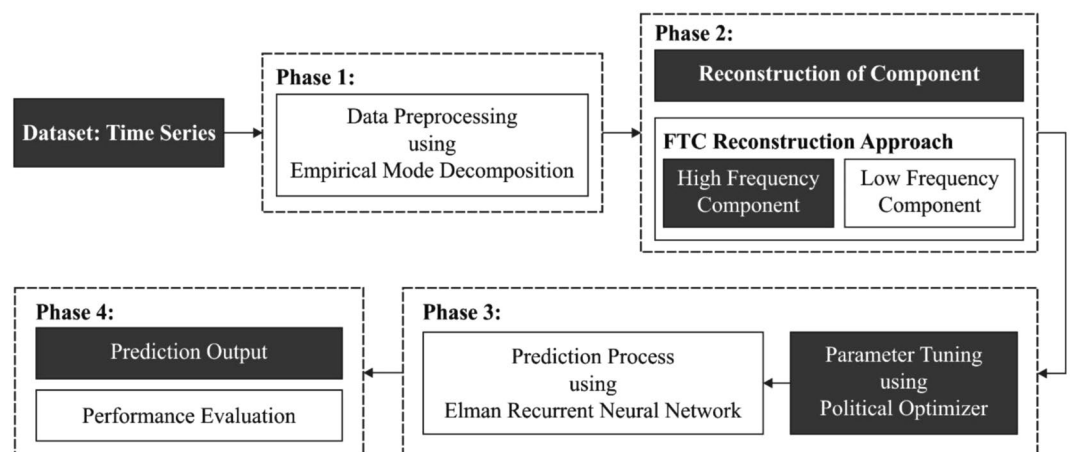 Dataset: Time Series
Phase 1:
Data Preprocessing
using
Empirical Mode Decomposition
Phase 2:
Reconstruction of Component
FTC Reconstruction Approach
High Frequency
Component
Low Frequency
Component
Phase 3:
Parameter Tuning
using
Political Optimizer
Prediction Process
using
Elman Recurrent Neural Network
Phase 4:
Prediction Output
Performance Evaluation